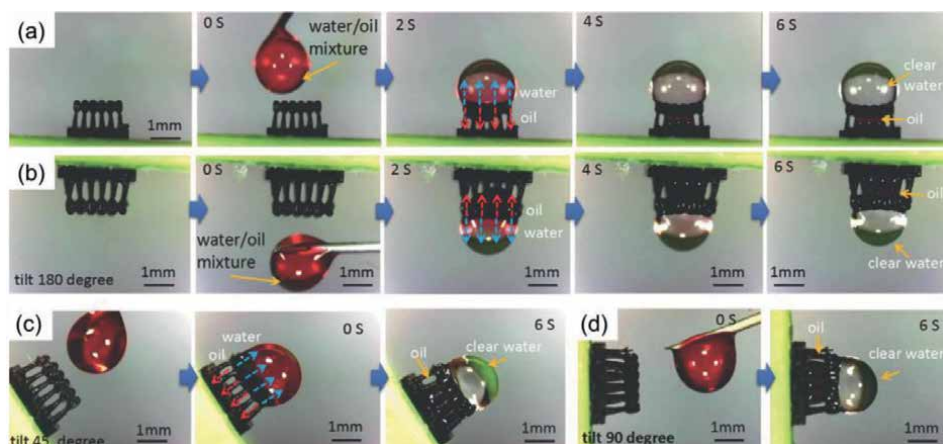 (a)
0 S
water/oil
mixture
2 S
water
oil
4 S
6 S
clear
water
oil
1mm
1mm
1mm
1mm
1mm
(b)
0 S
water/oil
mixture
2 S
oil
water
4 S
6 S
oil
clear water
tilt 180 degree
1mm
1mm
1mm
1mm
1mm
(c)
0 S
water
oil
6 S
oil
clear water
tilt 45 degree
1mm
1mm
1mm
(d)
0 S
6 S
oil
clear water
tilt 90 degree
1mm
1mm